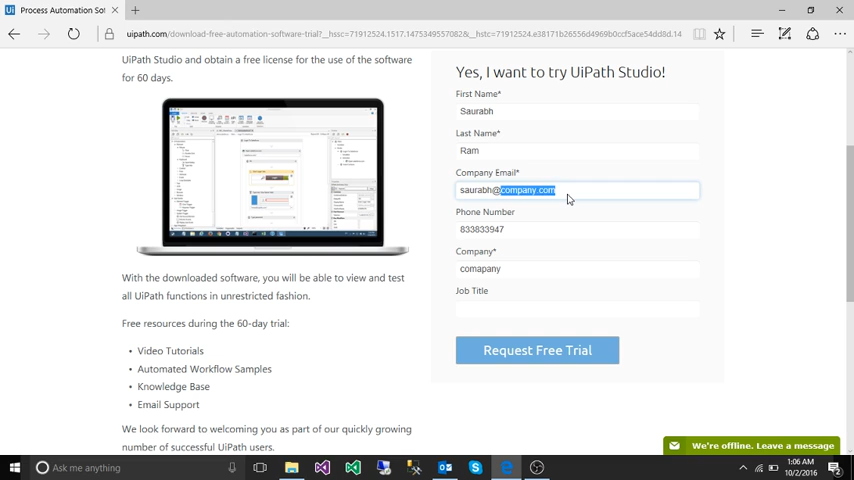 Process Automation Sof
uipath.com/download-free-automation-software-trial?__hssc=71912524.1517.1475349557082&__hstc=71912524.e38171b26556d4969b0ccf5ace54dd8d.14
UiPath Studio and obtain a free license for the use of the software
for 60 days.
With the downloaded software, you will be able to view and test
all UiPath functions in unrestricted fashion.
Free resources during the 60-day trial:
• Video Tutorials
• Automated Workflow Samples
• Knowledge Base
• Email Support
We look forward to welcoming you as part of our quickly growing
number of successful UiPath users.
Yes, I want to try UiPath Studio!
First Name*
Saurabh
Last Name*
Ram
Company Email*
saurabh@company.com
Phone Number
833833947
Company*
comapany
Job Title
Request Free Trial
We're offline. Leave a message
Ask me anything
1:06 AM
10/2/2016